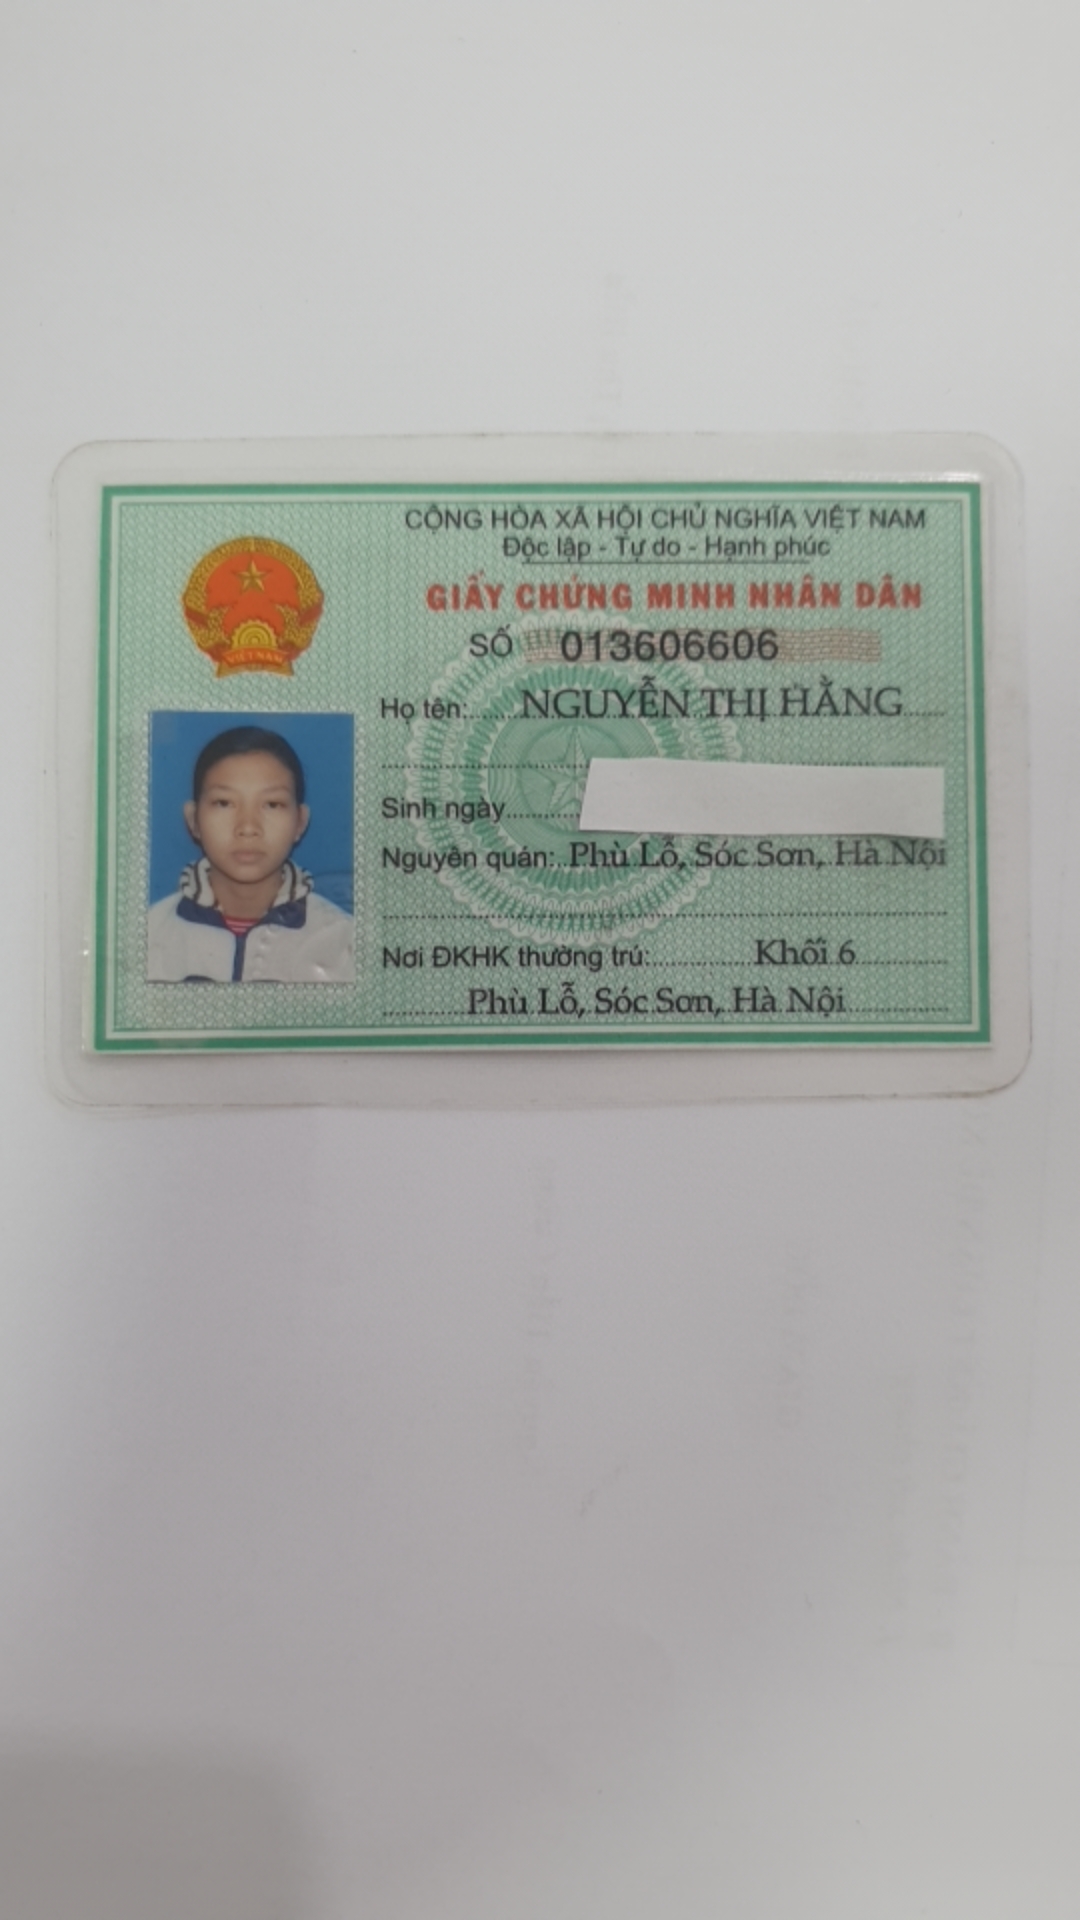 CỘNG HÒA XÃ HỘI CHỦ NGHĨA VIỆT NAM
Độc lập - Tự do - Hạnh phúc
GIẤY CHỨNG MINH NHÂN DÂN
SỐ 013606606
Họ tên: NGUYỄN THỊ HẰNG
Sinh ngày
Nguyên quán: Phù Lỗ, Sóc Sơn, Hà Nội
Nơi ĐKHK thường trú: Khối 6
Phù Lỗ, Sóc Sơn, Hà Nội
VIỆT NAM